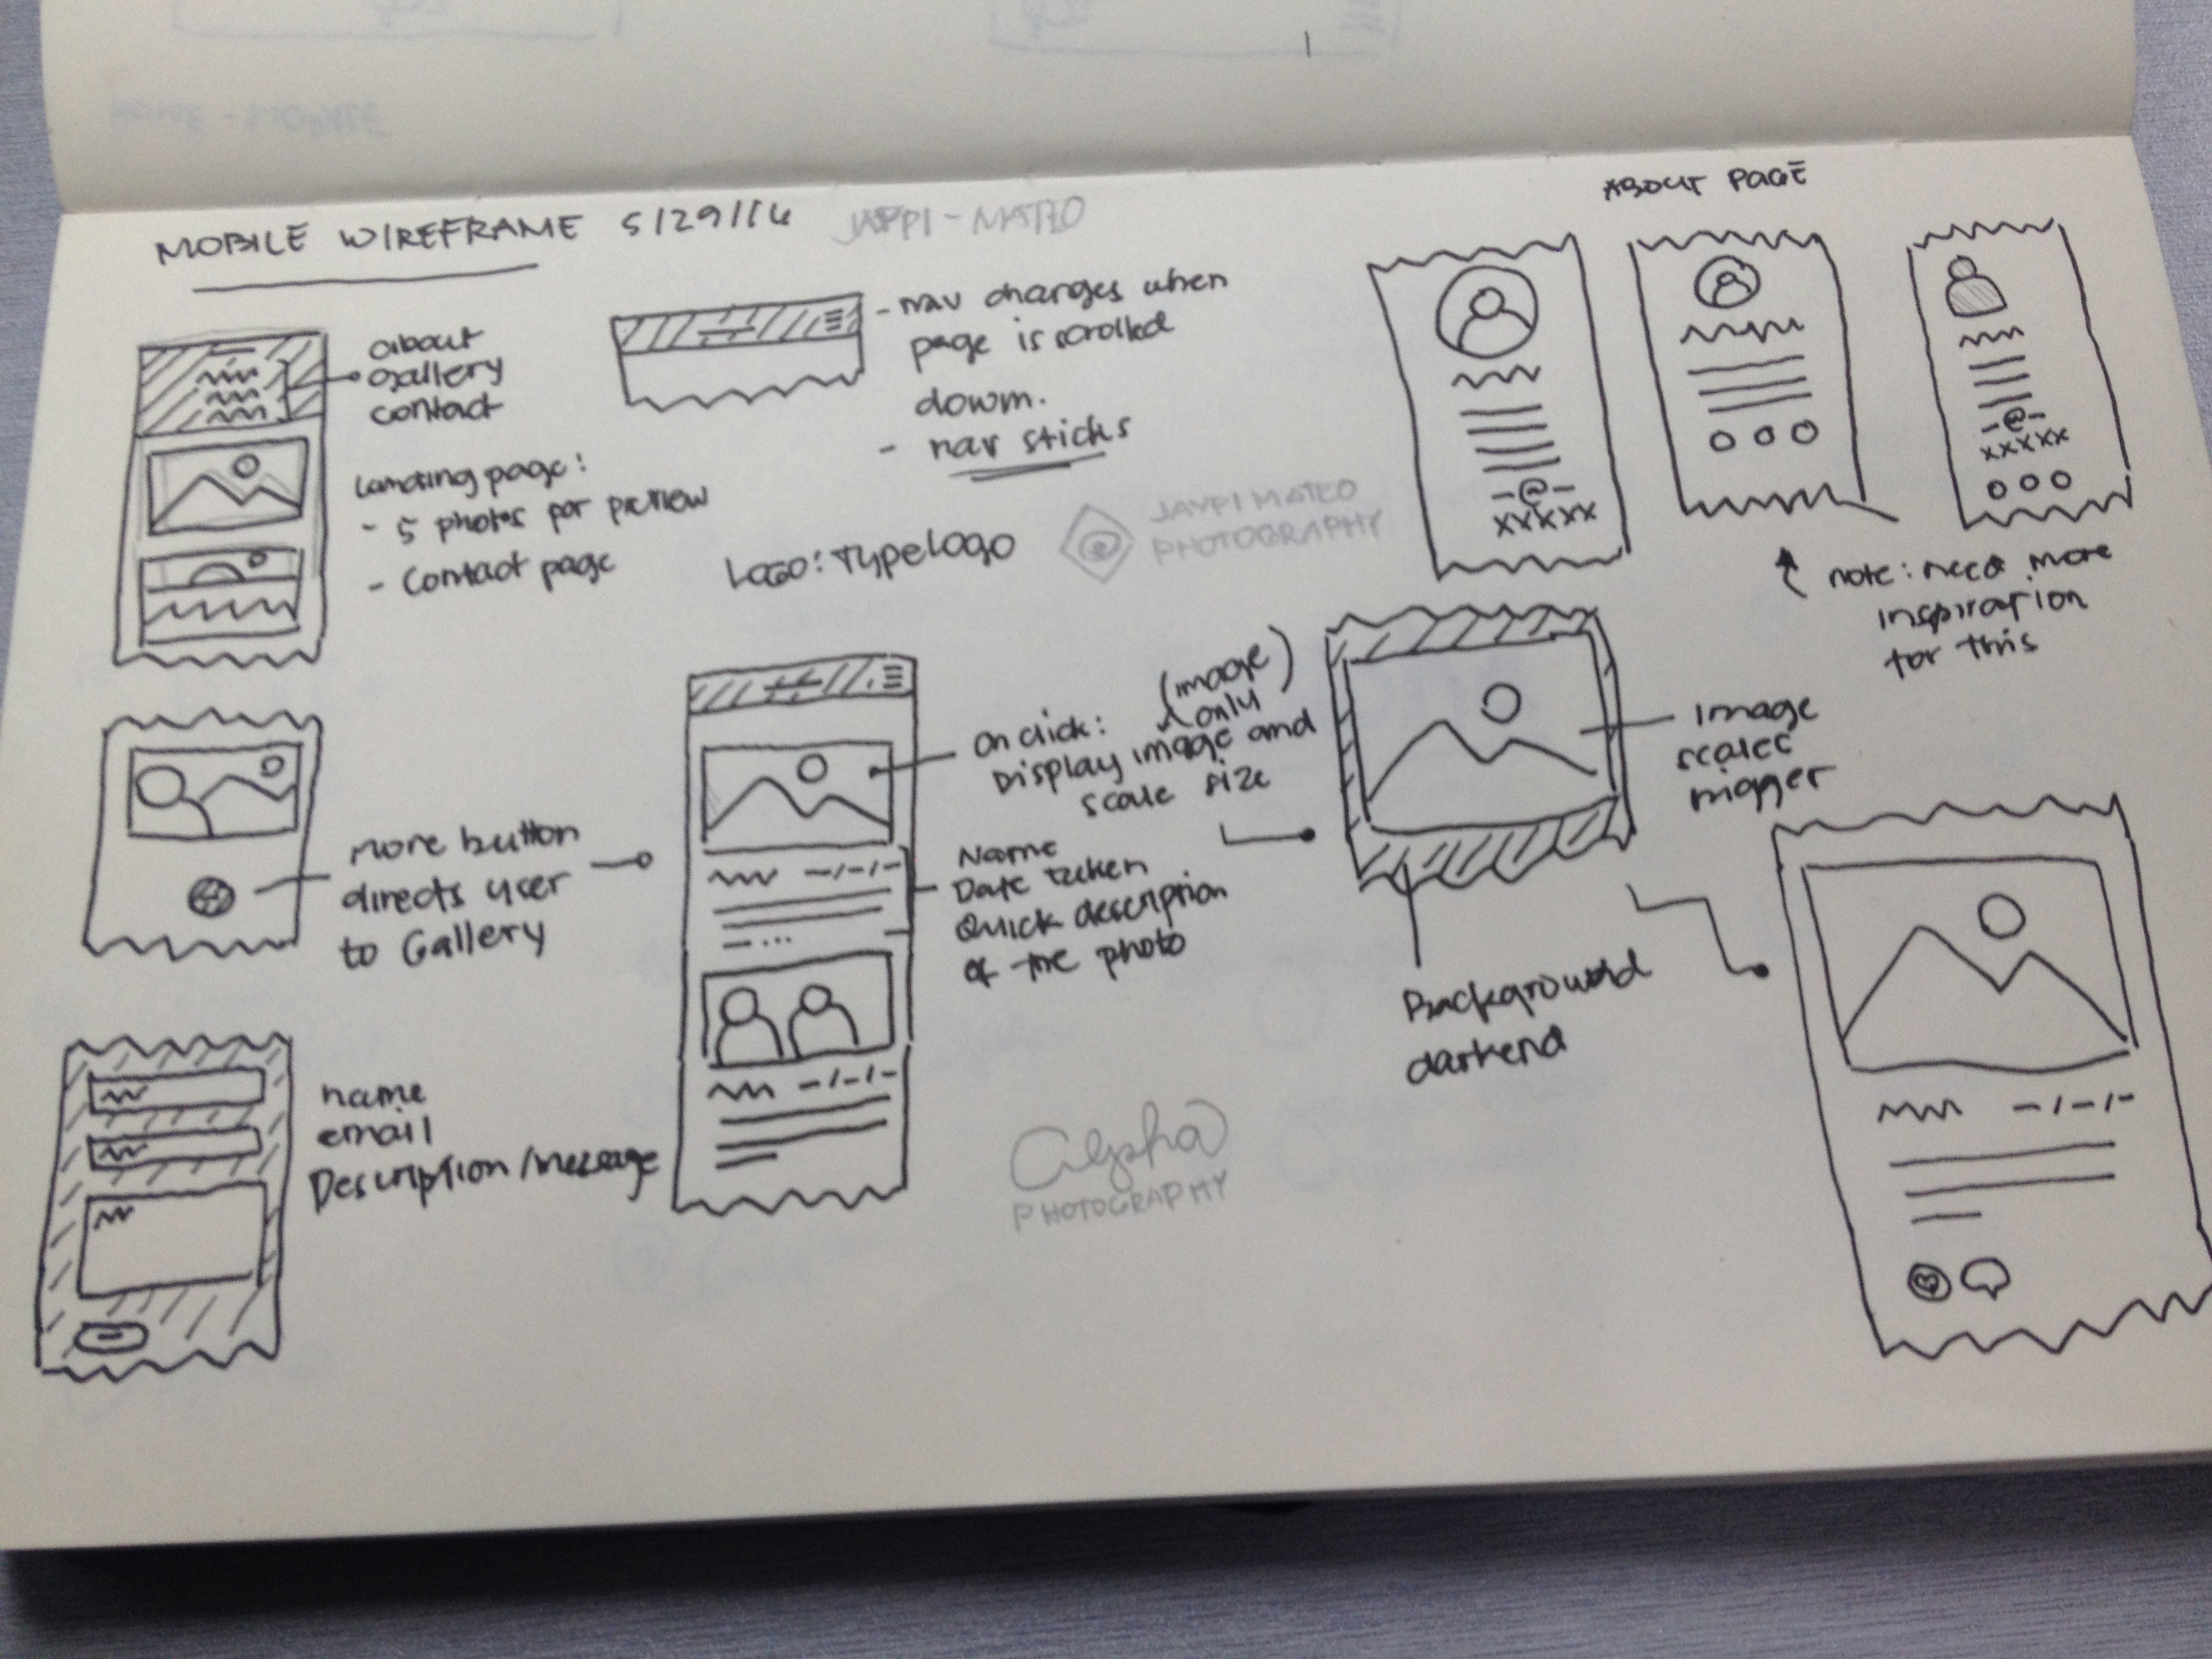 MOBILE WIREFRAME 5/29/14
JAYPI - MATEO
about
Gallery
contact
Landing page:
- 5 photos for preview
- Contact page
- nav changes when
page is scrolled
down.
- nav sticks
Logo: TypeLogo
JAYPI MATEO
PHOTOGRAPHY
ABOUT PAGE
-@-
xxxxx
-@-
xxxxx
note: need more
inspiration
for this
More button
directs user
to Gallery
On click: (image)
only
Display image and
scale size
Name
Date taken
Quick description
of the photo
Image
scales
bigger
Background
darkend
name
email
Description/message
Alpha
PHOTOGRAPHY